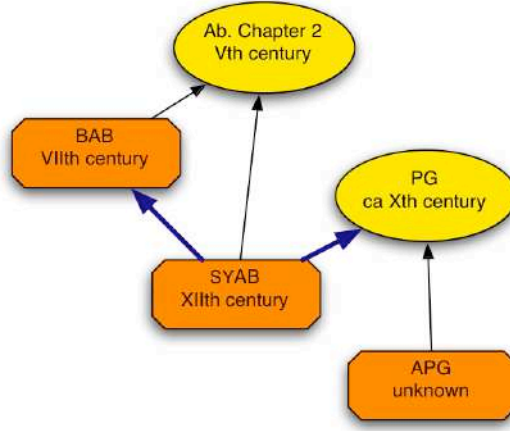 Ab. Chapter 2
Vth century
BAB
VIIth century
PG
ca Xth century
SYAB
XIIth century
APG
unknown